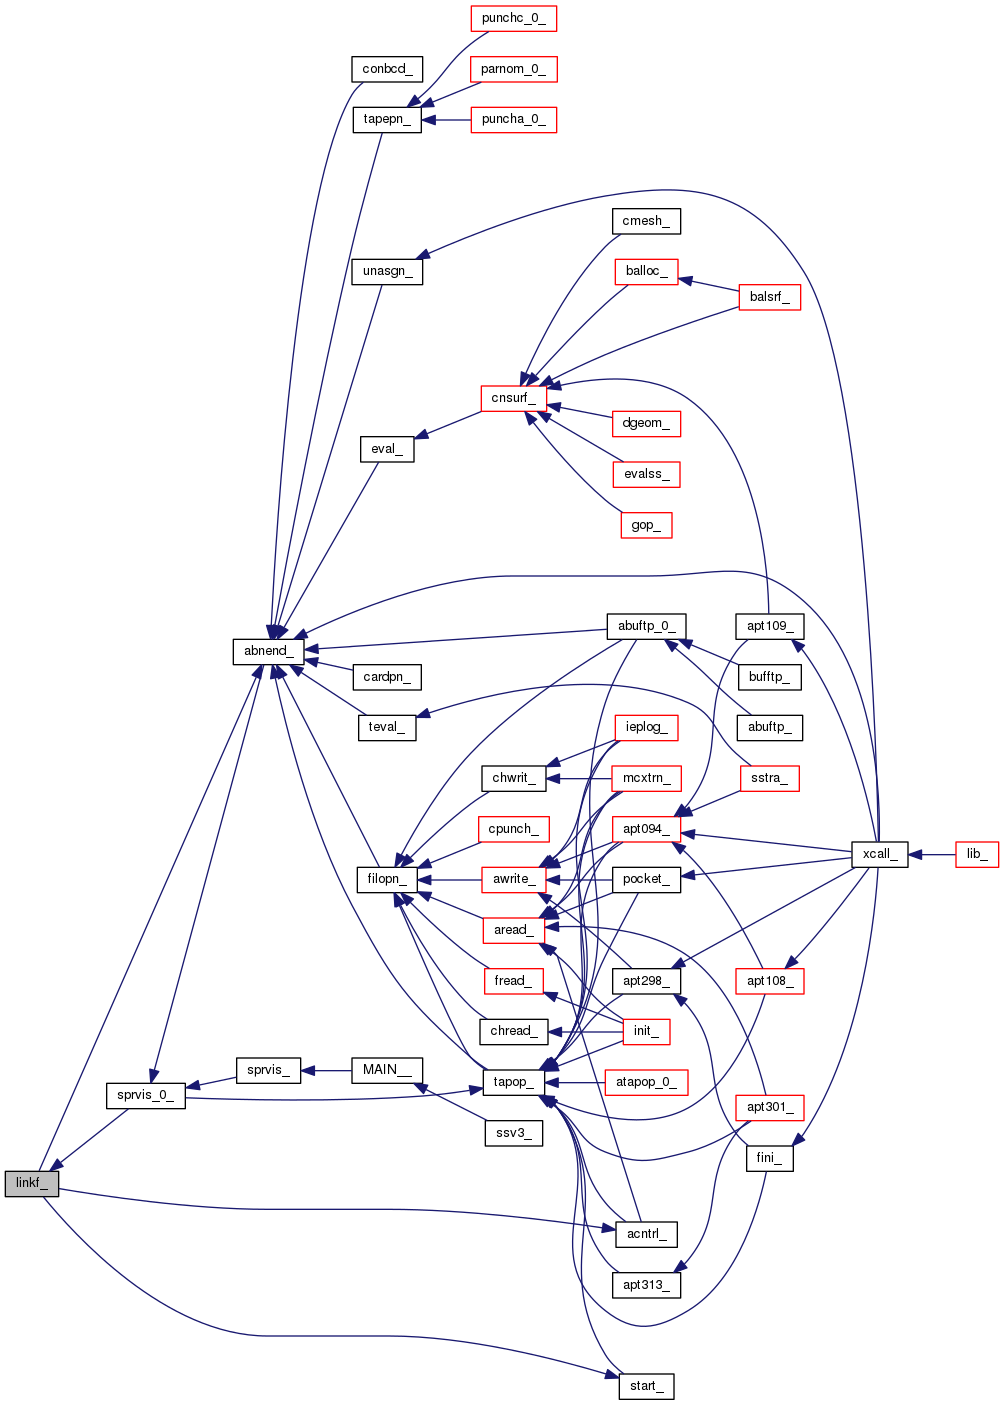 punchc_0_
conbcd_
parnom_0_
tapepn_
puncha_0_
cmesh_
unasgn_
balloc_
balsrf_
cnsurf_
dgeom_
eval_
evalss_
gop_
abuftp_0_
apt109_
abnend_
cardpn_
bufftp_
teval_
ieplog_
abuftp_
chwrit_
mcxtrn_
sstra_
cpunch_
apt094_
xcall_
lib_
filopn_
awrite_
pocket_
aread_
fread_
apt298_
apt108_
chread_
init_
sprvis_
MAIN__
tapop_
atapop_0_
sprvis_0_
apt301_
ssv3_
fini_
linkf_
acntrl_
apt313_
start_